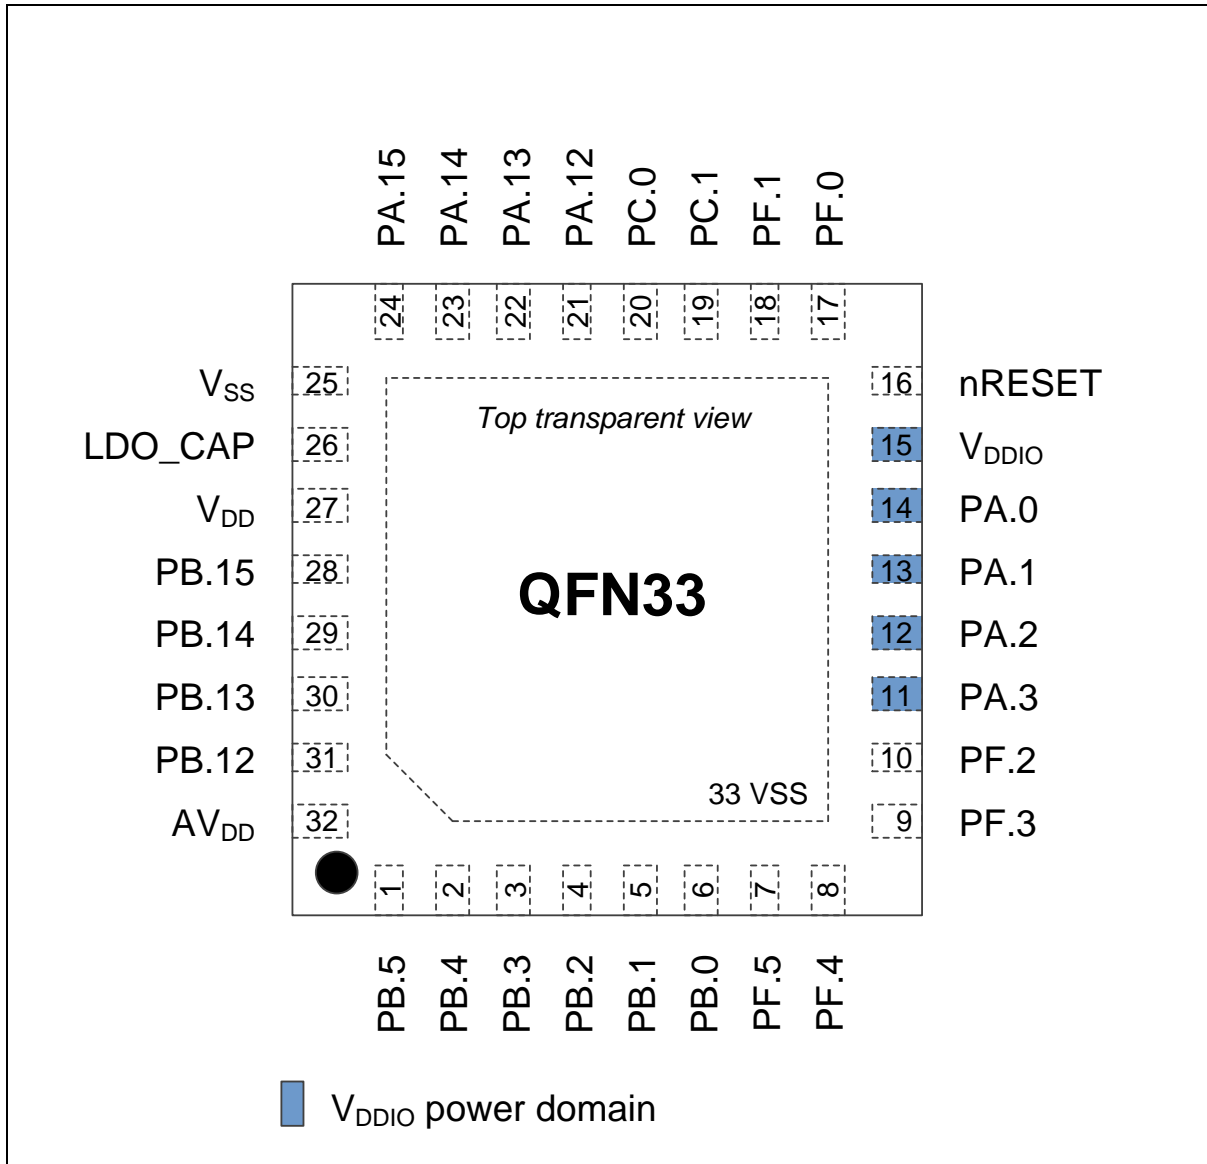 PA.15 PA.14 PA.13 PA.12 PC.0 PC.1 PF.1 PF.0
24 23 22 21 20 19 18 17
VSS 25 16 nRESET
Top transparent view
LDO_CAP 26 15 VDDIO
VDD 27 14 PA.0
PB.15 28 13 PA.1
QFN33
PB.14 29 12 PA.2
PB.13 30 11 PA.3
PB.12 31 10 PF.2
33 VSS
AVDD 32 9 PF.3
1 2 3 4 5 6 7 8
PB.5 PB.4 PB.3 PB.2 PB.1 PB.0 PF.5 PF.4
VDDIO power domain